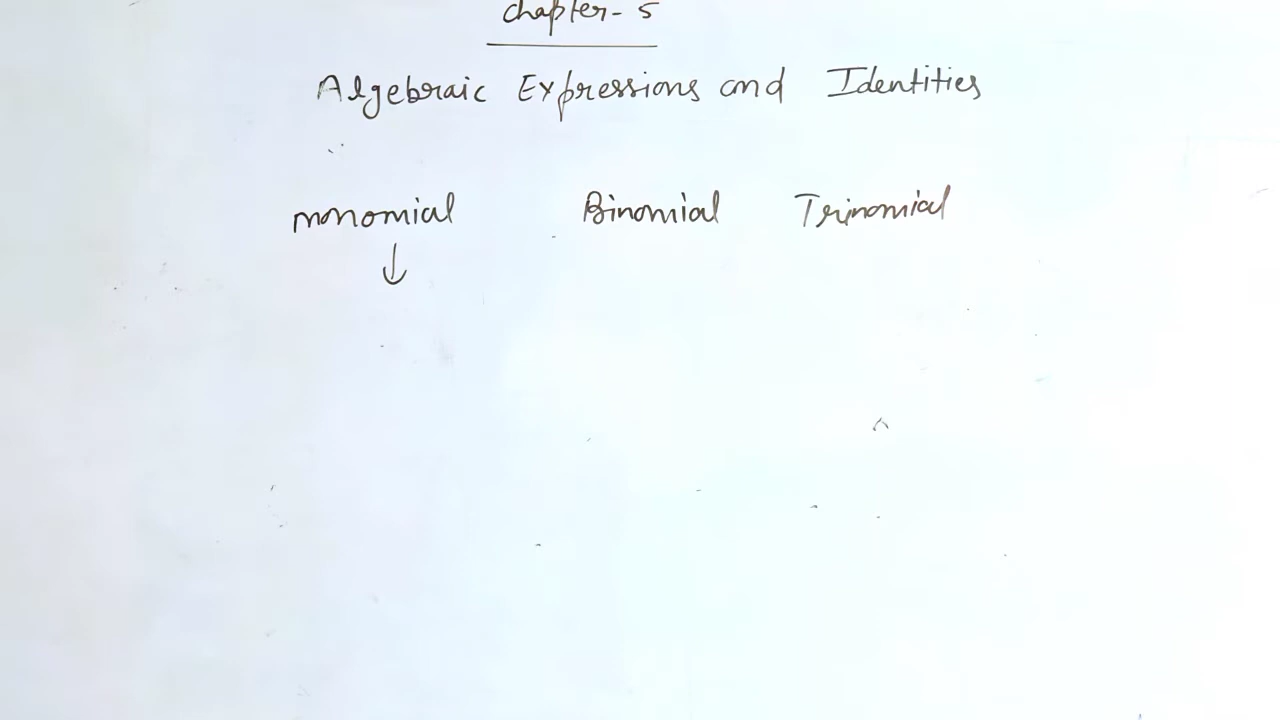 Chapter - 5
Algebraic Expressions and Identities
monomial Binomial Trinomial
↓